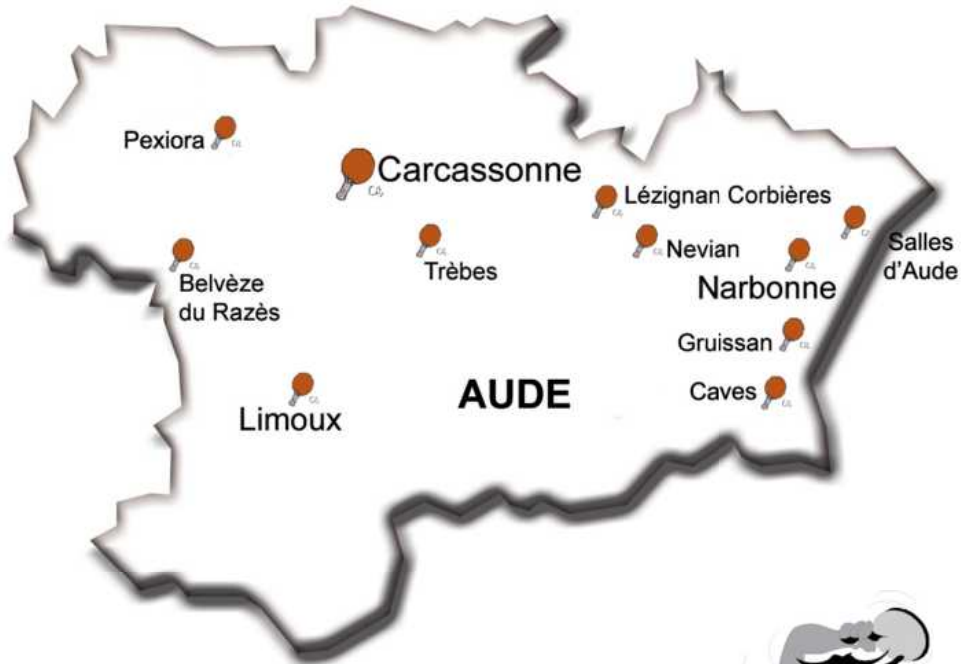 Pexiora
Carcassonne
Lézignan Corbières
Salles
d'Aude
Nevian
Trèbes
Narbonne
Belvèze
du Razès
Gruissan
Caves
AUDE
Limoux